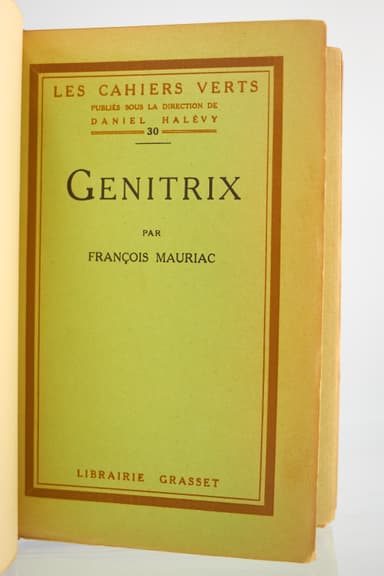 LES CAHIERS VERTS
PUBLIÉS SOUS LA DIRECTION DE
DANIEL HALÉVY
30
GENITRIX
PAR
FRANÇOIS MAURIAC
LIBRAIRIE GRASSET